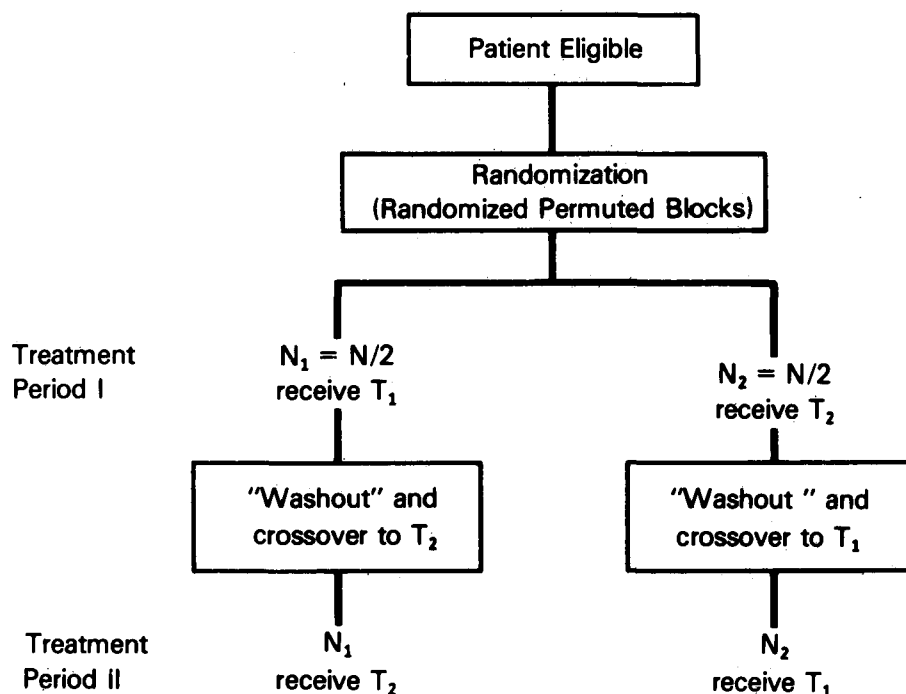 Patient Eligible
Randomization
(Randomized Permuted Blocks)
Treatment
Period I
N₁ = N/2
receive T₁
N₂ = N/2
receive T₂
"Washout" and
crossover to T₂
"Washout " and
crossover to T₁
Treatment
Period II
N₁
receive T₂
N₂
receive T₁